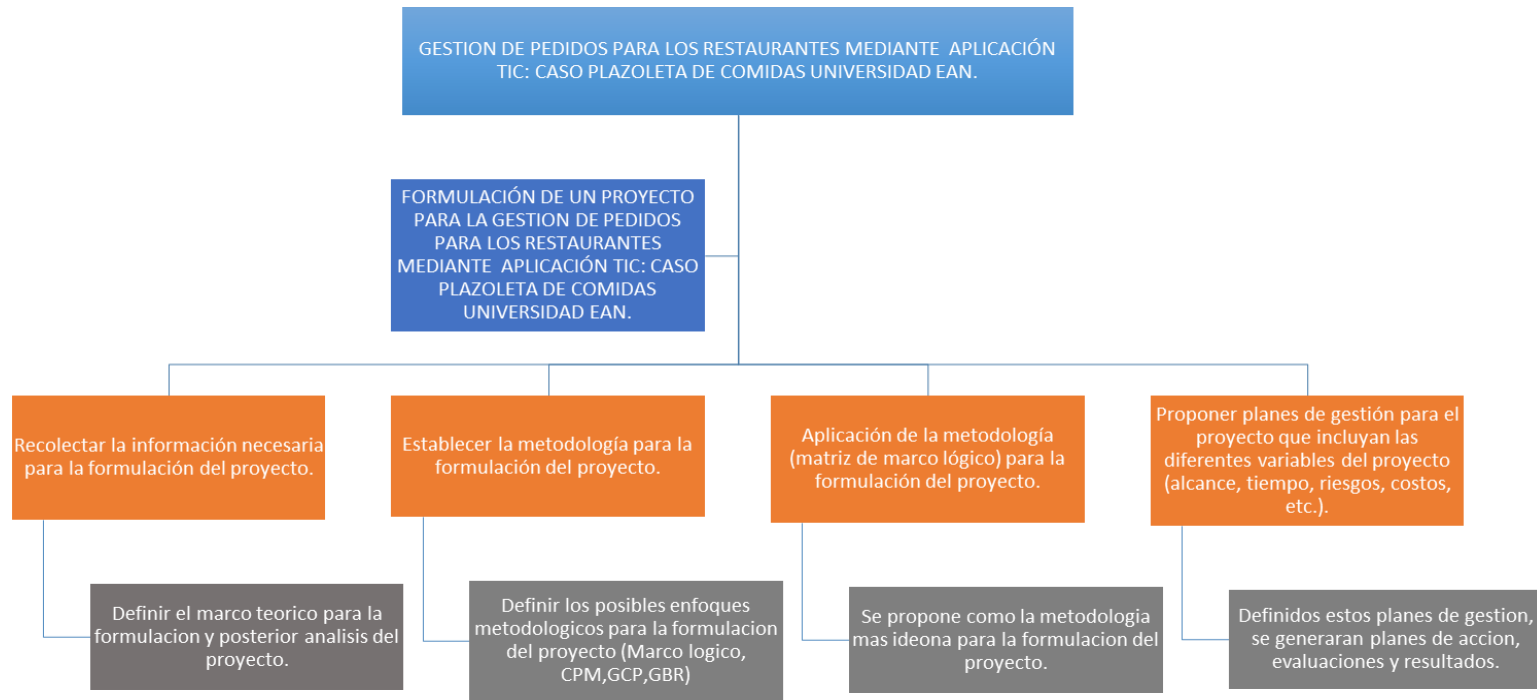 GESTION DE PEDIDOS PARA LOS RESTAURANTES MEDIANTE APLICACIÓN
TIC: CASO PLAZOLETA DE COMIDAS UNIVERSIDAD EAN.
FORMULACIÓN DE UN PROYECTO
PARA LA GESTION DE PEDIDOS
PARA LOS RESTAURANTES
MEDIANTE APLICACIÓN TIC: CASO
PLAZOLETA DE COMIDAS
UNIVERSIDAD EAN.
Recolectar la información necesaria
para la formulación del proyecto.
Establecer la metodología para la
formulación del proyecto.
Aplicación de la metodología
(matriz de marco lógico) para la
formulación del proyecto.
Proponer planes de gestión para el
proyecto que incluyan las
diferentes variables del proyecto
(alcance, tiempo, riesgos, costos,
etc.).
Definir el marco teorico para la
formulacion y posterior analisis del
proyecto.
Definir los posibles enfoques
metodologicos para la formulacion
del proyecto (Marco logico,
CPM,GCP,GBR)
Se propone como la metodologia
mas ideona para la formulacion del
proyecto.
Definidos estos planes de gestion,
se generaran planes de accion,
evaluaciones y resultados.